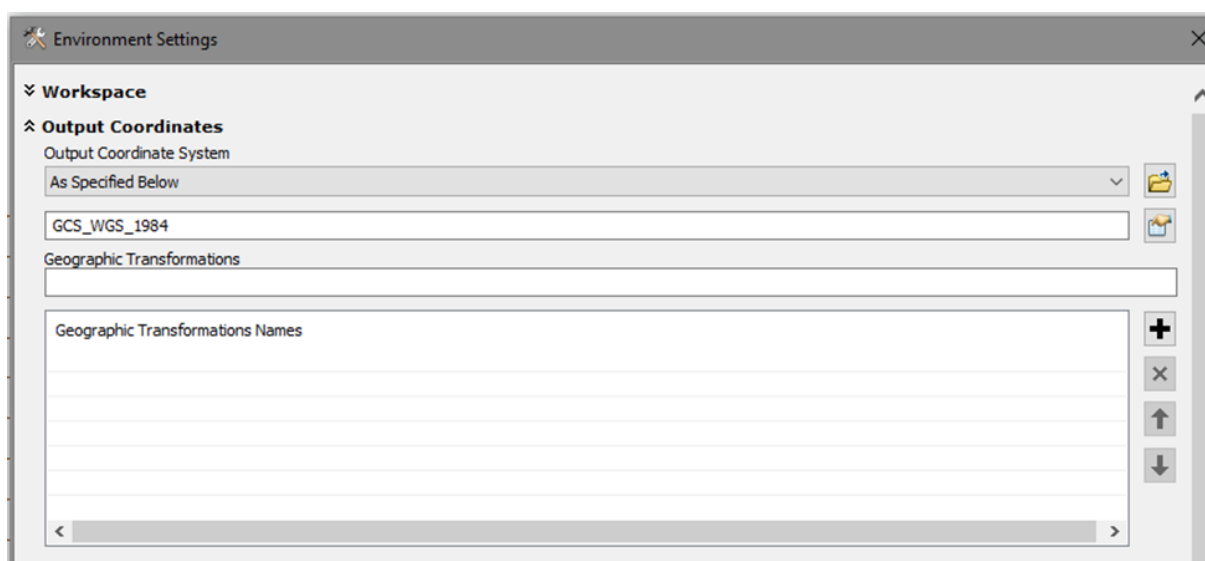 Environment Settings
Workspace
Output Coordinates
Output Coordinate System
As Specified Below
GCS_WGS_1984
Geographic Transformations
Geographic Transformations Names